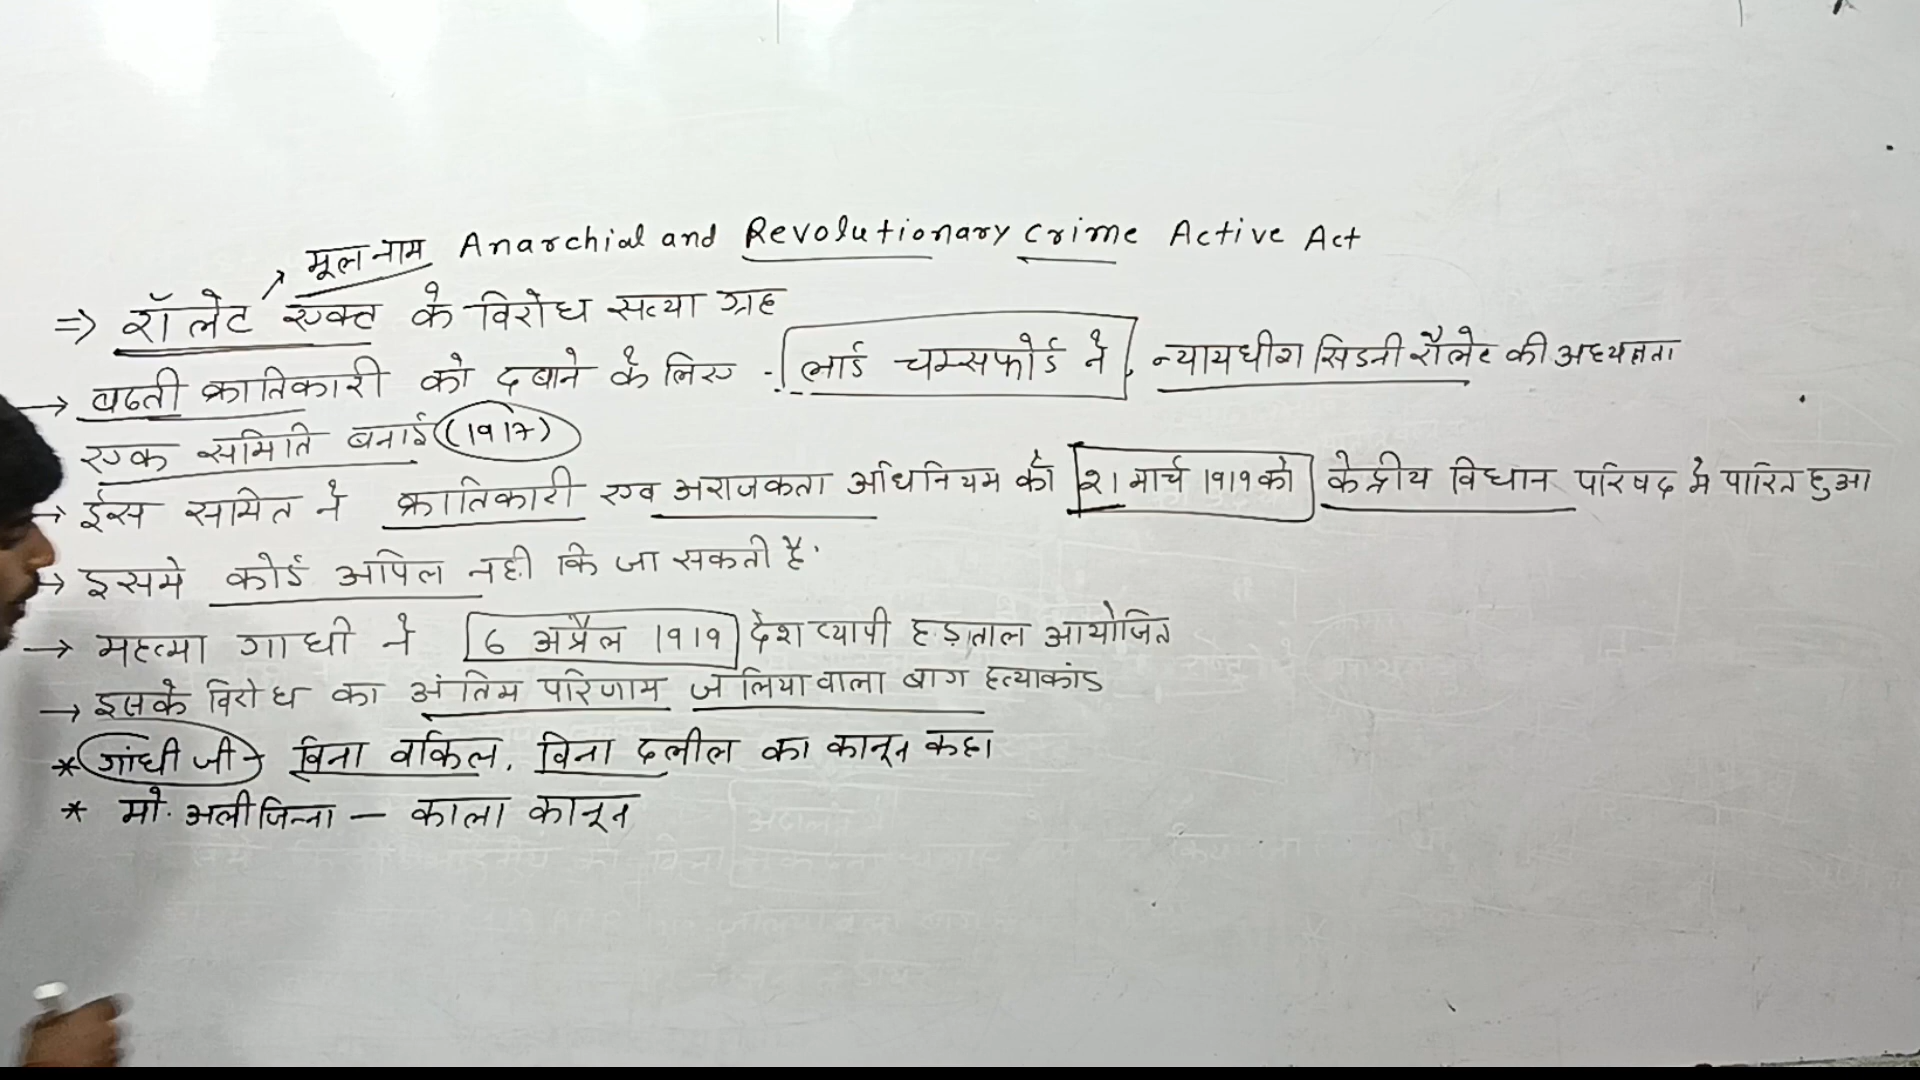 मूल नाम Anarchial and Revolutionary Crime Active Act
⇒ रॉलेट एक्ट के विरोध सत्या ग्रह
→ बढती क्रातिकारी को दबाने के लिए - लार्ड चम्सफोर्ड ने, न्यायधीश सिडनी रौलेट की अध्यक्षता
एक समिति बनाई (1917)
→ ईस समित ने क्रातिकारी एव अराजकता अधिनियम को 21 मार्च 1919 को केन्द्रीय विधान परिषद मे पारित हुआ
→ इसमे कोई अपिल नही कि जा सकती है.
→ महत्मा गाधी ने 6 अप्रैल 1919 देश व्यापी हड़ताल आयोजित
→ इसके विरोध का अंतिम परिणाम जलियावाला बाग हत्याकांड
* गांधी जी - बिना वकिल, बिना दलील का कानून कहा
* मो. अली जिन्ना - काला कानून